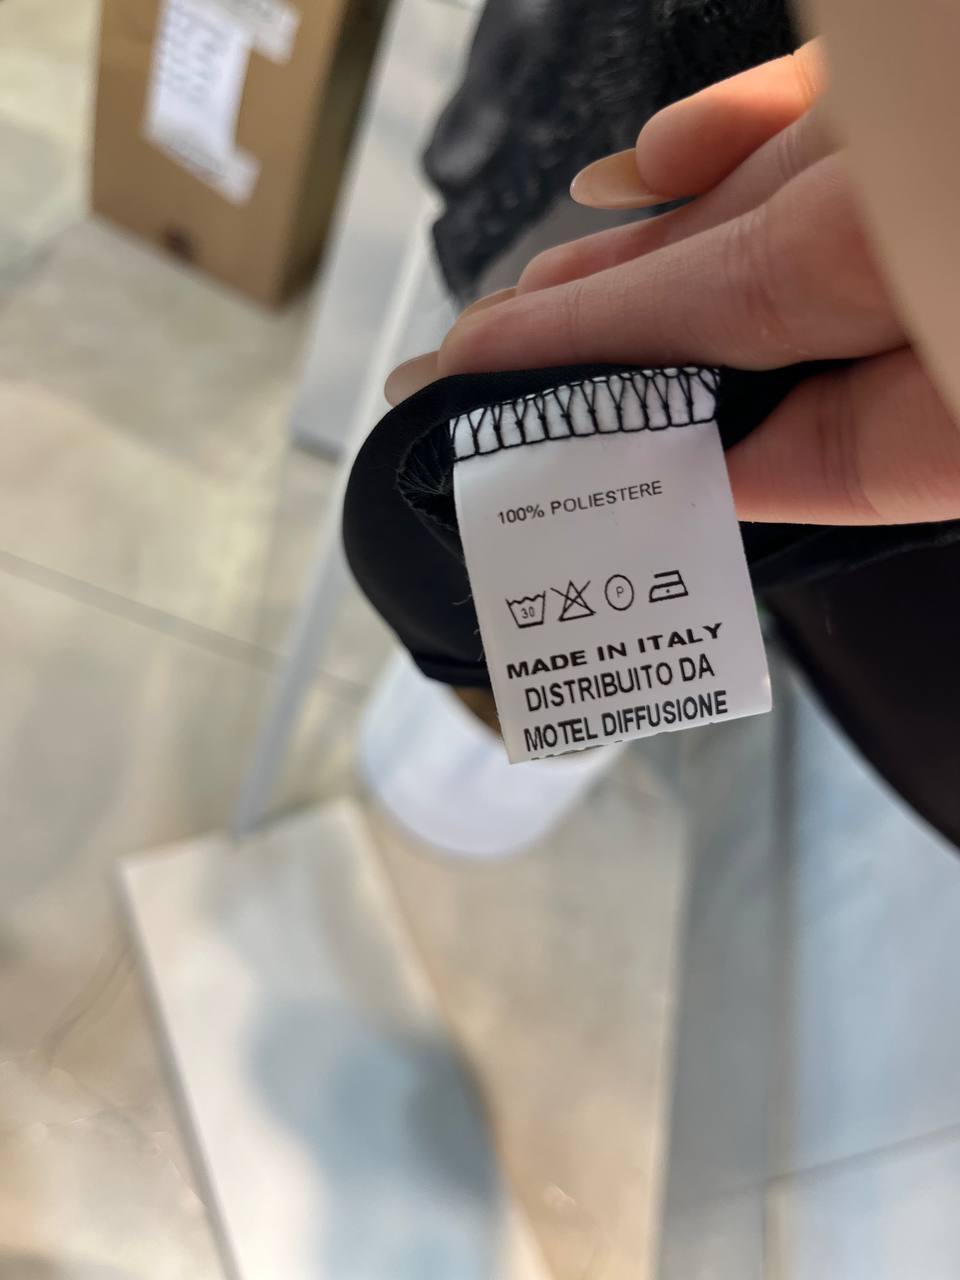 100% POLIESTERE
30 P
MADE IN ITALY
DISTRIBUITO DA
MOTEL DIFFUSIONE